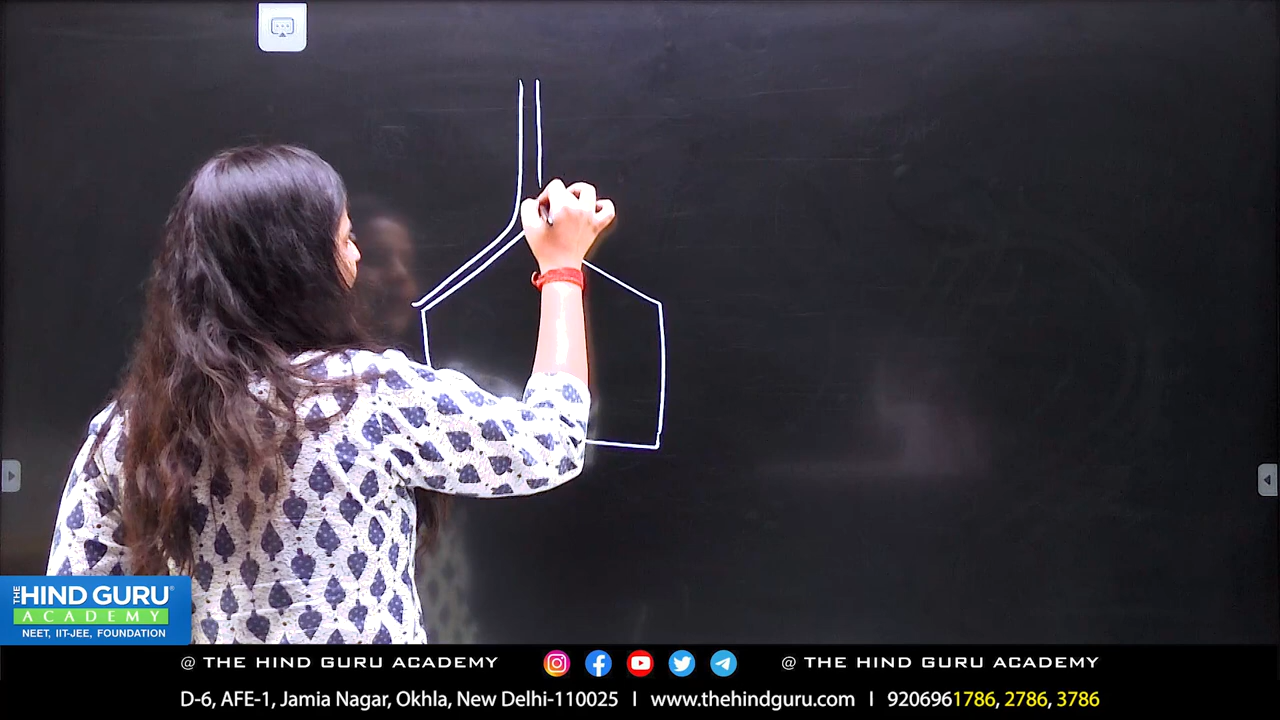 THE HIND GURU®
ACADEMY
NEET, IIT-JEE, FOUNDATION
@ THE HIND GURU ACADEMY @ THE HIND GURU ACADEMY
D-6, AFE-1, Jamia Nagar, Okhla, New Delhi-110025 I www.thehindguru.com I 9206961786, 2786, 3786